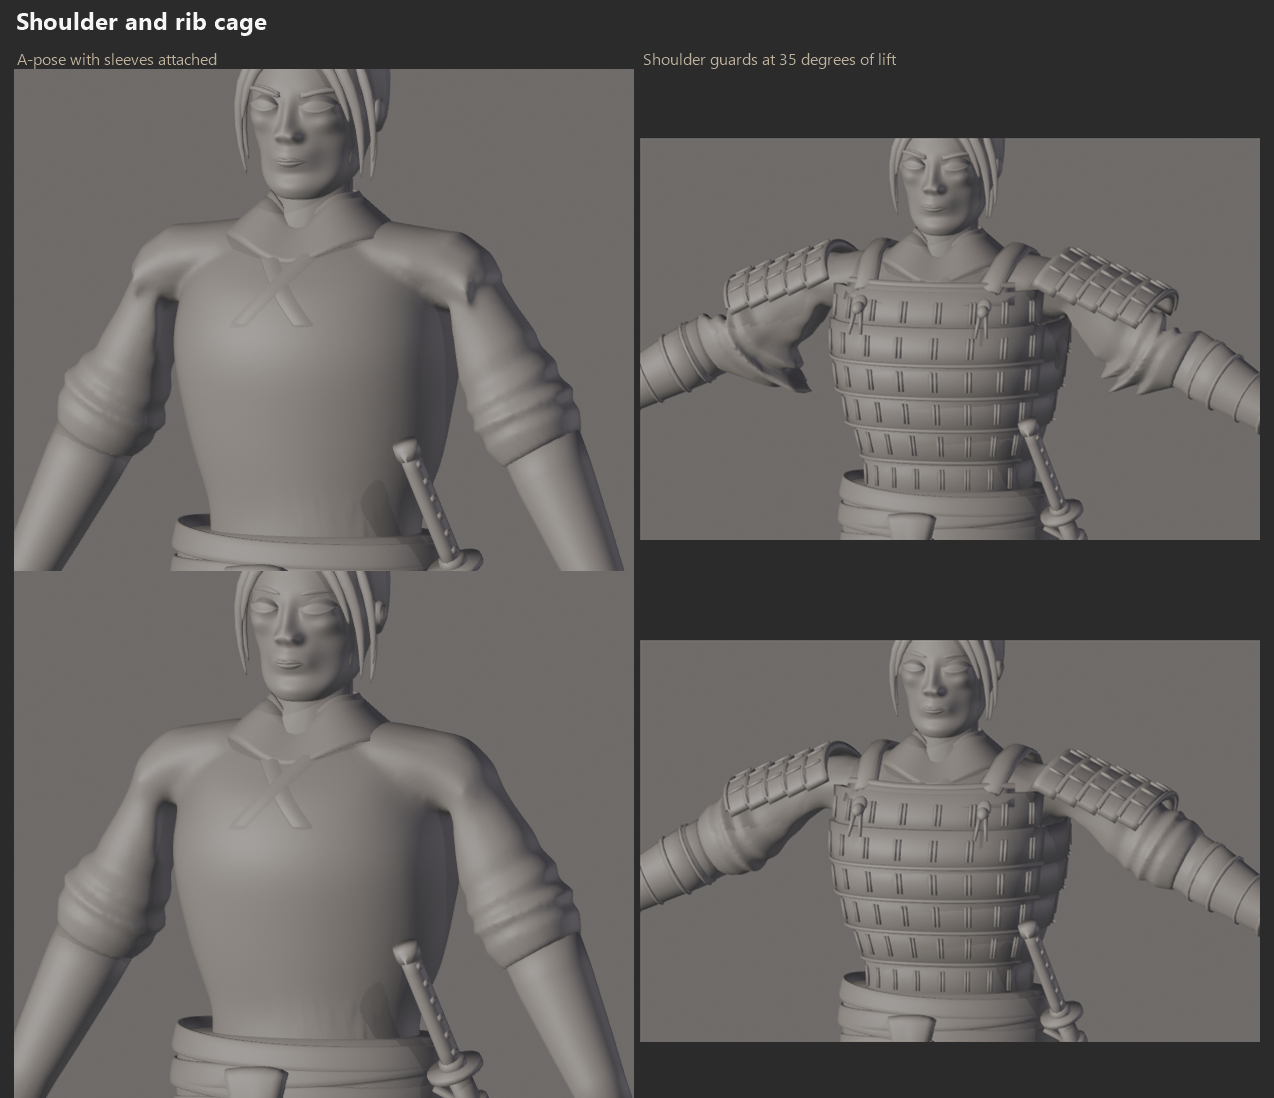 Shoulder and rib cage
A-pose with sleeves attached
Shoulder guards at 35 degrees of lift